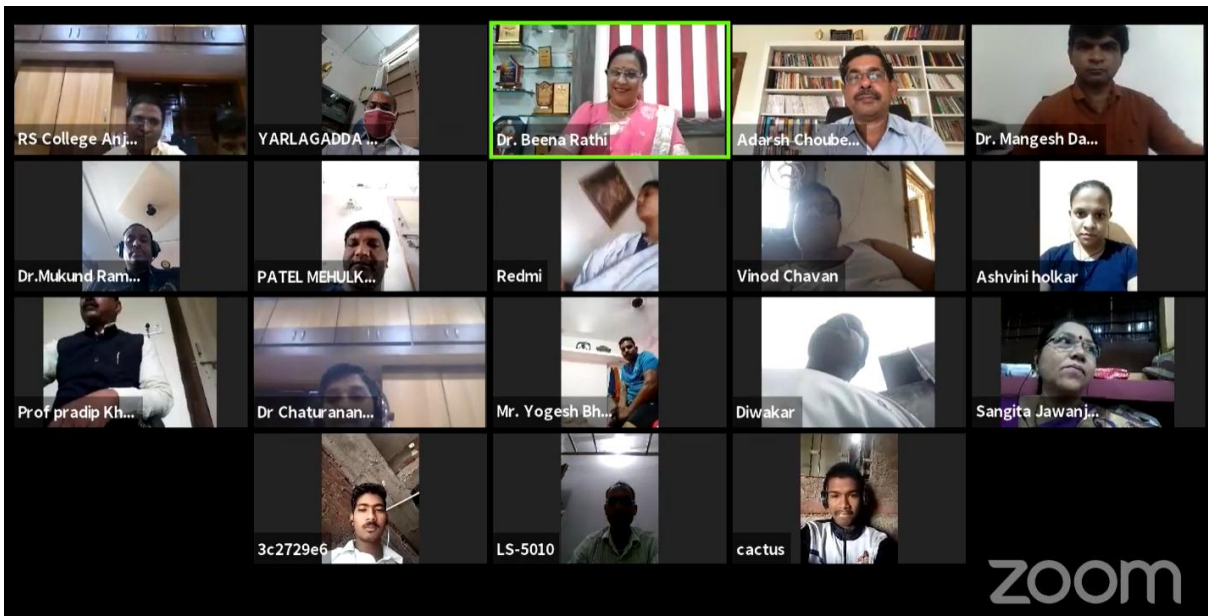 RS College Anj...
YARLAGADDA ...
Dr. Beena Rathi
Adarsh Choube...
Dr. Mangesh Da...
Dr.Mukund Ram...
PATEL MEHULK...
Redmi
Vinod Chavan
Ashvini holkar
Prof pradip Kh...
Dr Chaturanan...
Mr. Yogesh Bh...
Diwakar
Sangita Jawanj...
3c2729e6
LS-5010
cactus
zoom